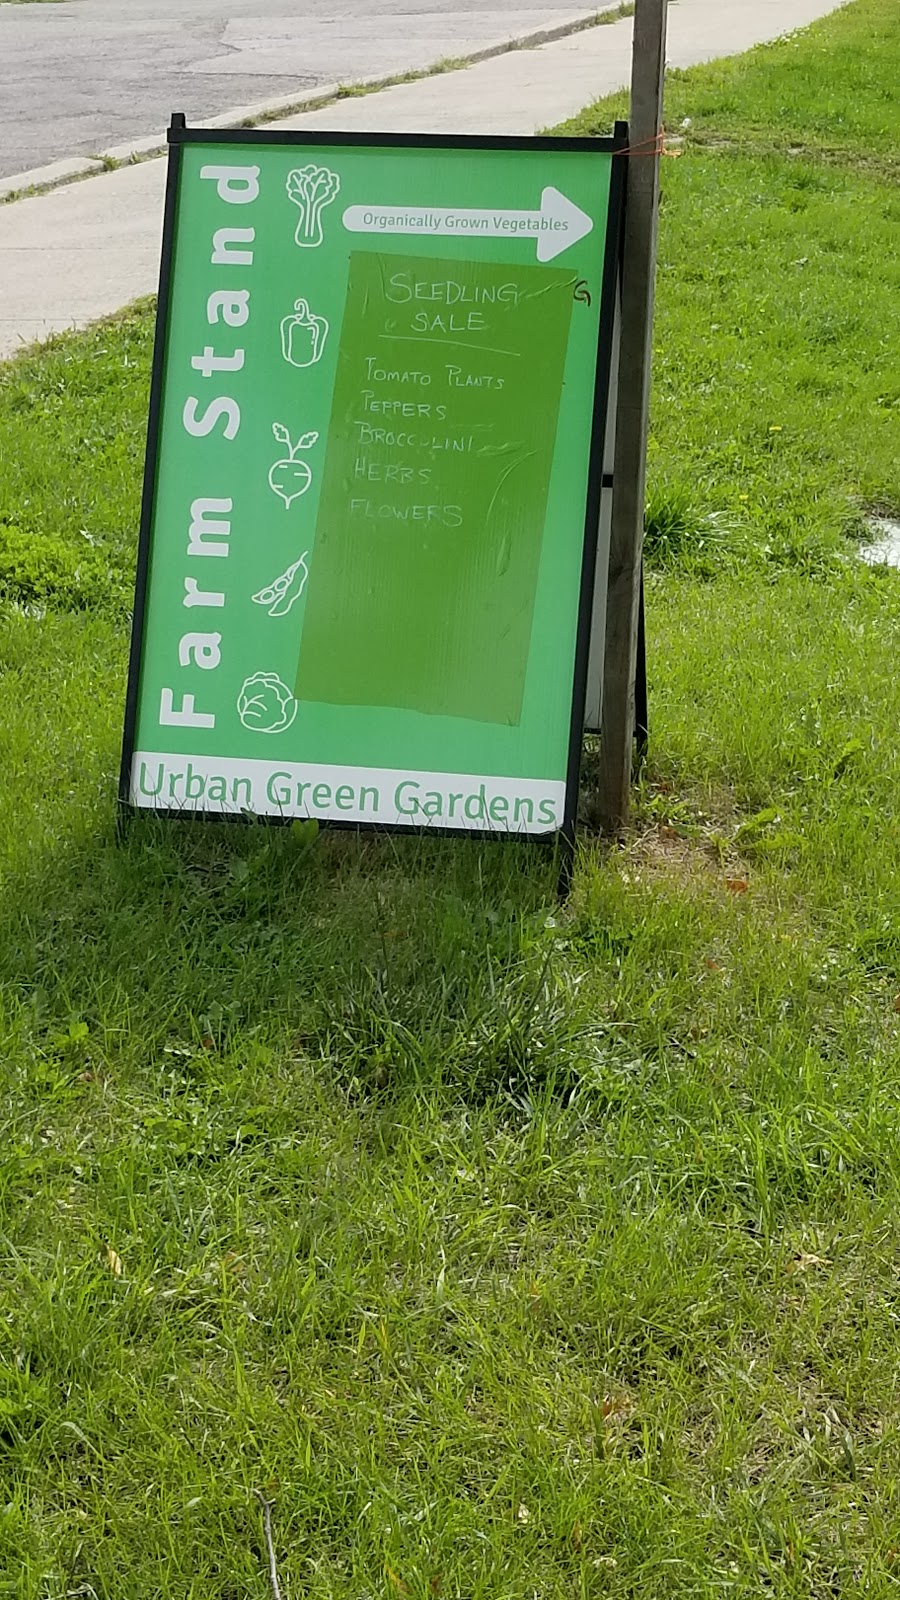 Farm Stand
Organically Grown Vegetables
SEEDLING G
SALE
TOMATO PLANTS
PEPPERS
BROCCOLINI
HERBS
FLOWERS
Urban Green Gardens